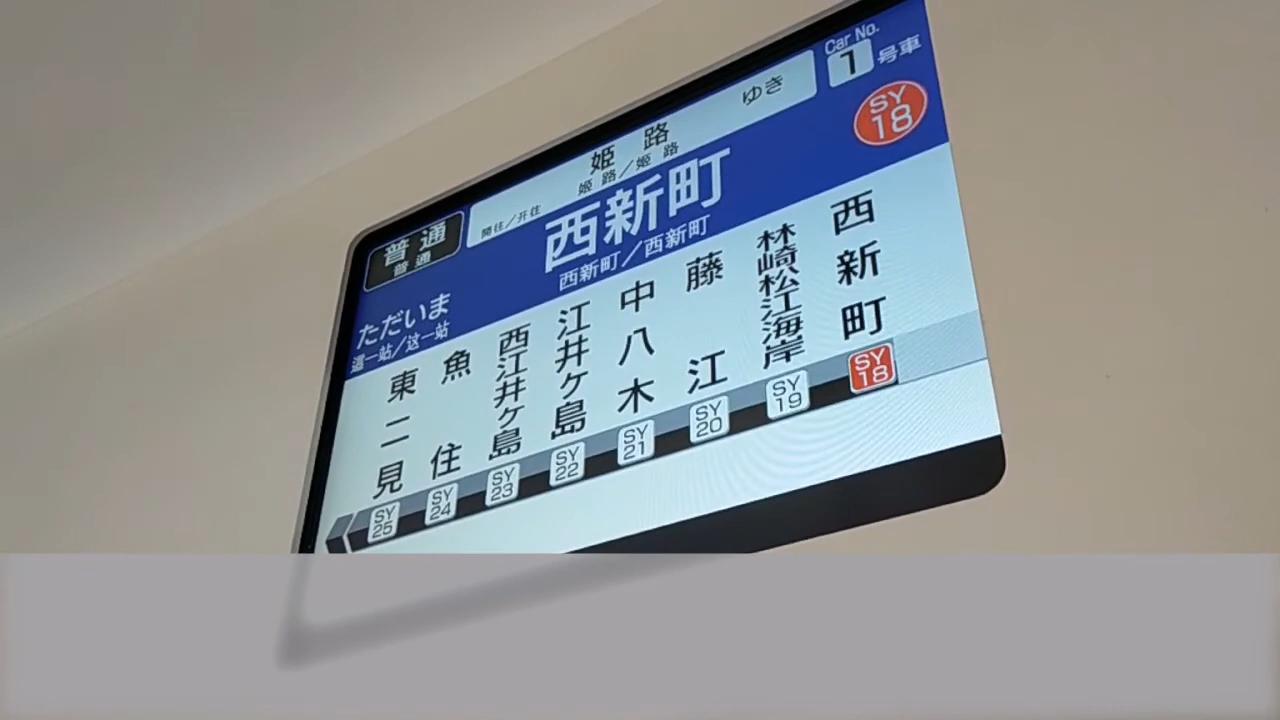 普通
普通
姫路
ゆき
開往／开往
姫路／姬路
Car No.
1号車
ただいま
這一站／这一站
西新町
西新町／西新町
SY
18
東二見
魚住
西江井ケ島
江井ケ島
中八木
藤江
林崎松江海岸
西新町
SY
25
SY
24
SY
23
SY
22
SY
21
SY
20
SY
19
SY
18